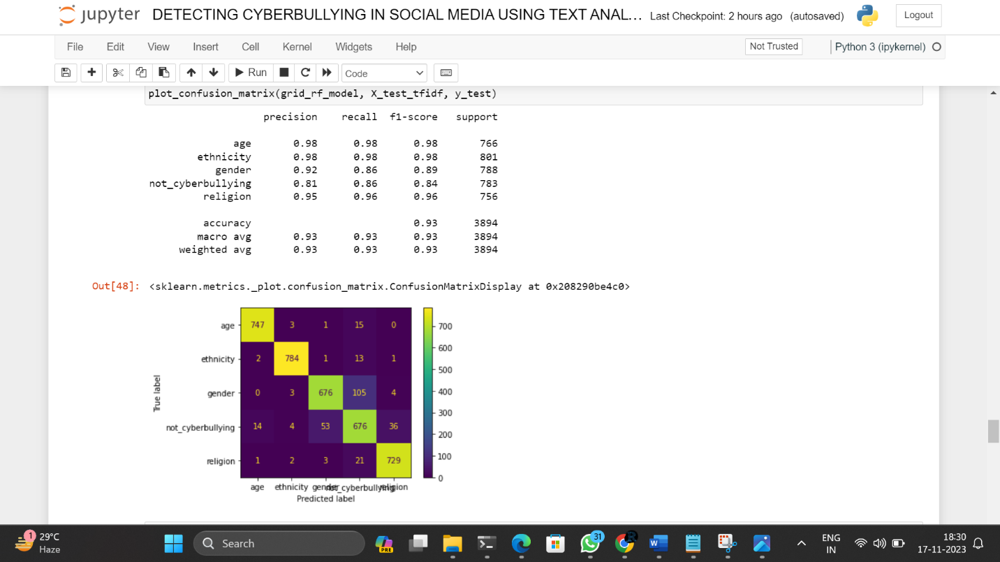 jupyter DETECTING CYBERBULLYING IN SOCIAL MEDIA USING TEXT ANAL... Last Checkpoint: 2 hours ago (autosaved) Logout
File Edit View Insert Cell Kernel Widgets Help Not Trusted Python 3 (ipykernel)
Run Code
plot_confusion_matrix(grid_rf_model, X_test_tfidf, y_test)
precision recall f1-score support
age 0.98 0.98 0.98 766
ethnicity 0.98 0.98 0.98 801
gender 0.92 0.86 0.89 788
not_cyberbullying 0.81 0.86 0.84 783
religion 0.95 0.96 0.96 756
accuracy 0.93 3894
macro avg 0.93 0.93 0.93 3894
weighted avg 0.93 0.93 0.93 3894
Out[48]: <sklearn.metrics._plot.confusion_matrix.ConfusionMatrixDisplay at 0x208290be4c0>
age 747 3 1 15 0
ethnicity 2 784 1 13 1
gender 0 3 676 105 4
not_cyberbullying 14 4 53 676 36
religion 1 2 3 21 729
True label
age ethnicity gender not_cyberbullying religion
Predicted label
700
600
500
400
300
200
100
0
1 29°C
Haze
Search
PRE
31
W
ENG
IN
18:30
17-11-2023